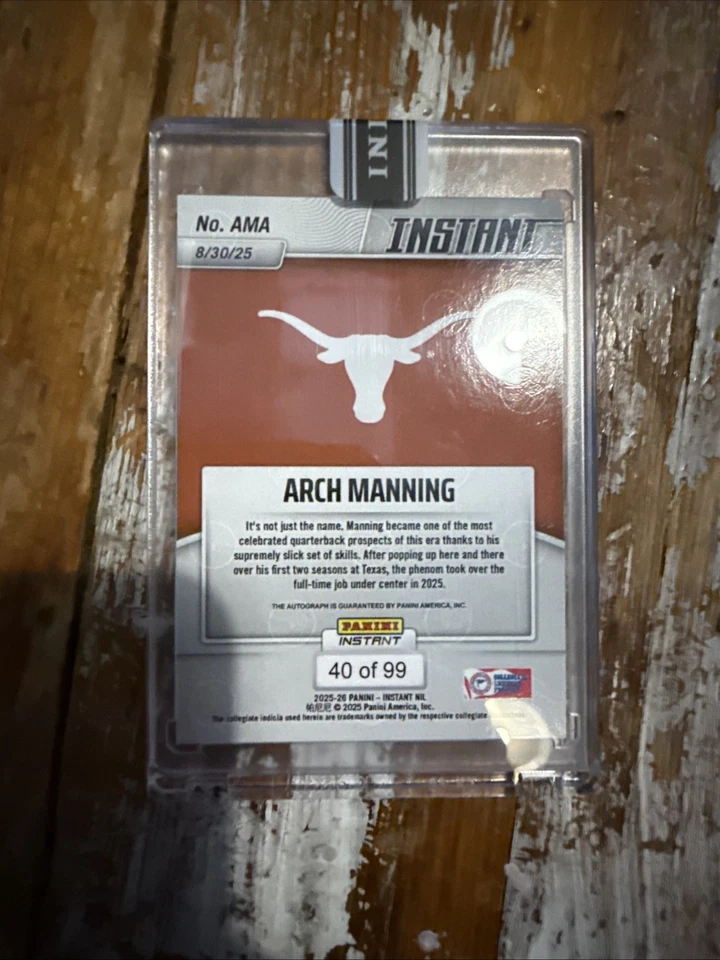 INI
No. AMA
INSTANT
8/30/25
ARCH MANNING
It's not just the name. Manning became one of the most
celebrated quarterback prospects of this era thanks to his
supremely slick set of skills. After popping up here and there
over his first two seasons at Texas, the phenom took over the
full-time job under center in 2025.
THE AUTOGRAPH IS GUARANTEED BY PANINI AMERICA, INC.
PANINI
INSTANT
40 of 99
2025-26 PANINI – INSTANT NIL
帕尼尼 © 2025 Panini America, Inc.
The collegiate indicia used herein are trademarks owned by the respective collegiate